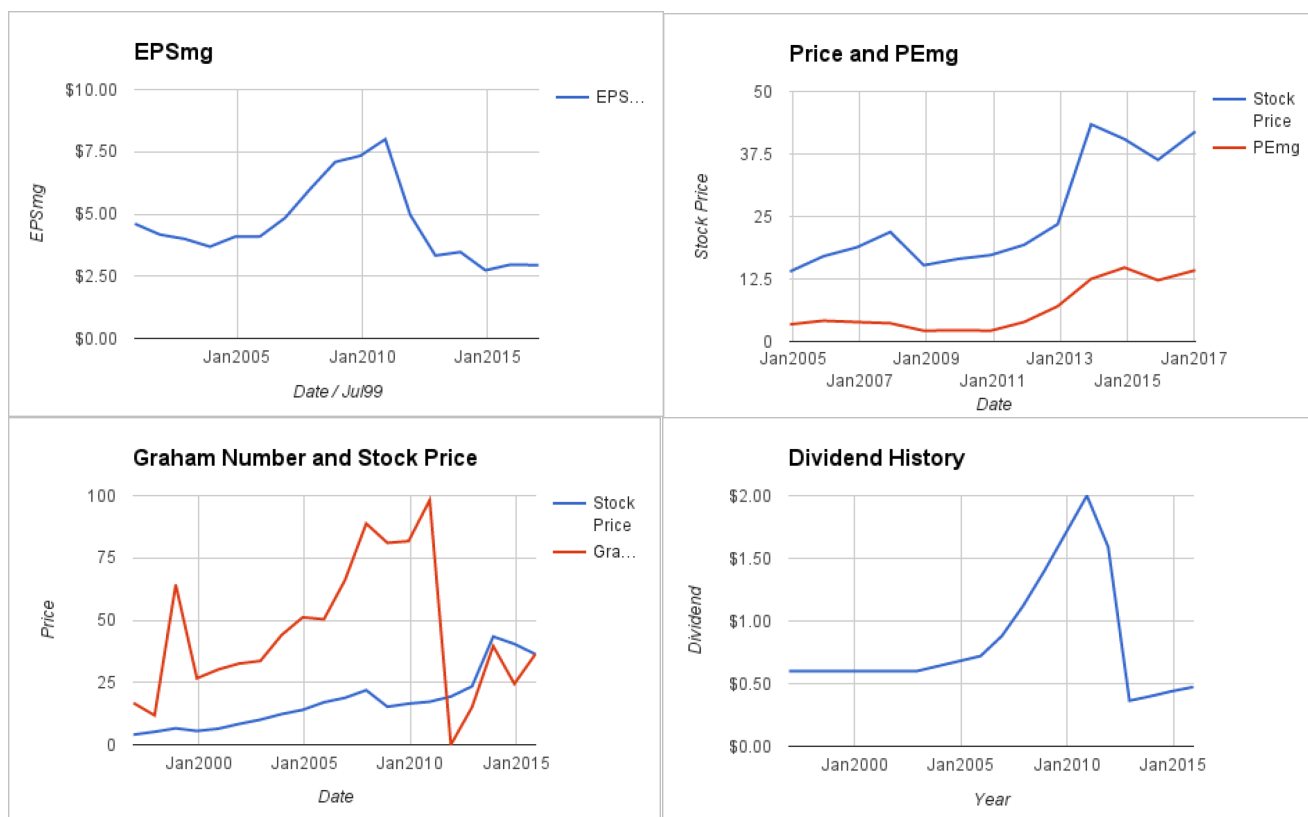 EPSmg
$10.00
$7.50
$5.00
$2.50
$0.00
EPSmg
Jan2005
Jan2010
Jan2015
Date / Jul99
EPS…
Price and PEmg
50
37.5
25
12.5
0
Stock Price
Jan2005
Jan2009
Jan2013
Jan2017
Jan2007
Jan2011
Jan2015
Date
Stock
Price
PEmg
Graham Number and Stock Price
100
75
50
25
0
Price
Jan2000
Jan2005
Jan2010
Jan2015
Date
Stock
Price
Gra…
Dividend History
$2.00
$1.50
$1.00
$0.50
$0.00
Dividend
Jan2000
Jan2005
Jan2010
Jan2015
Year